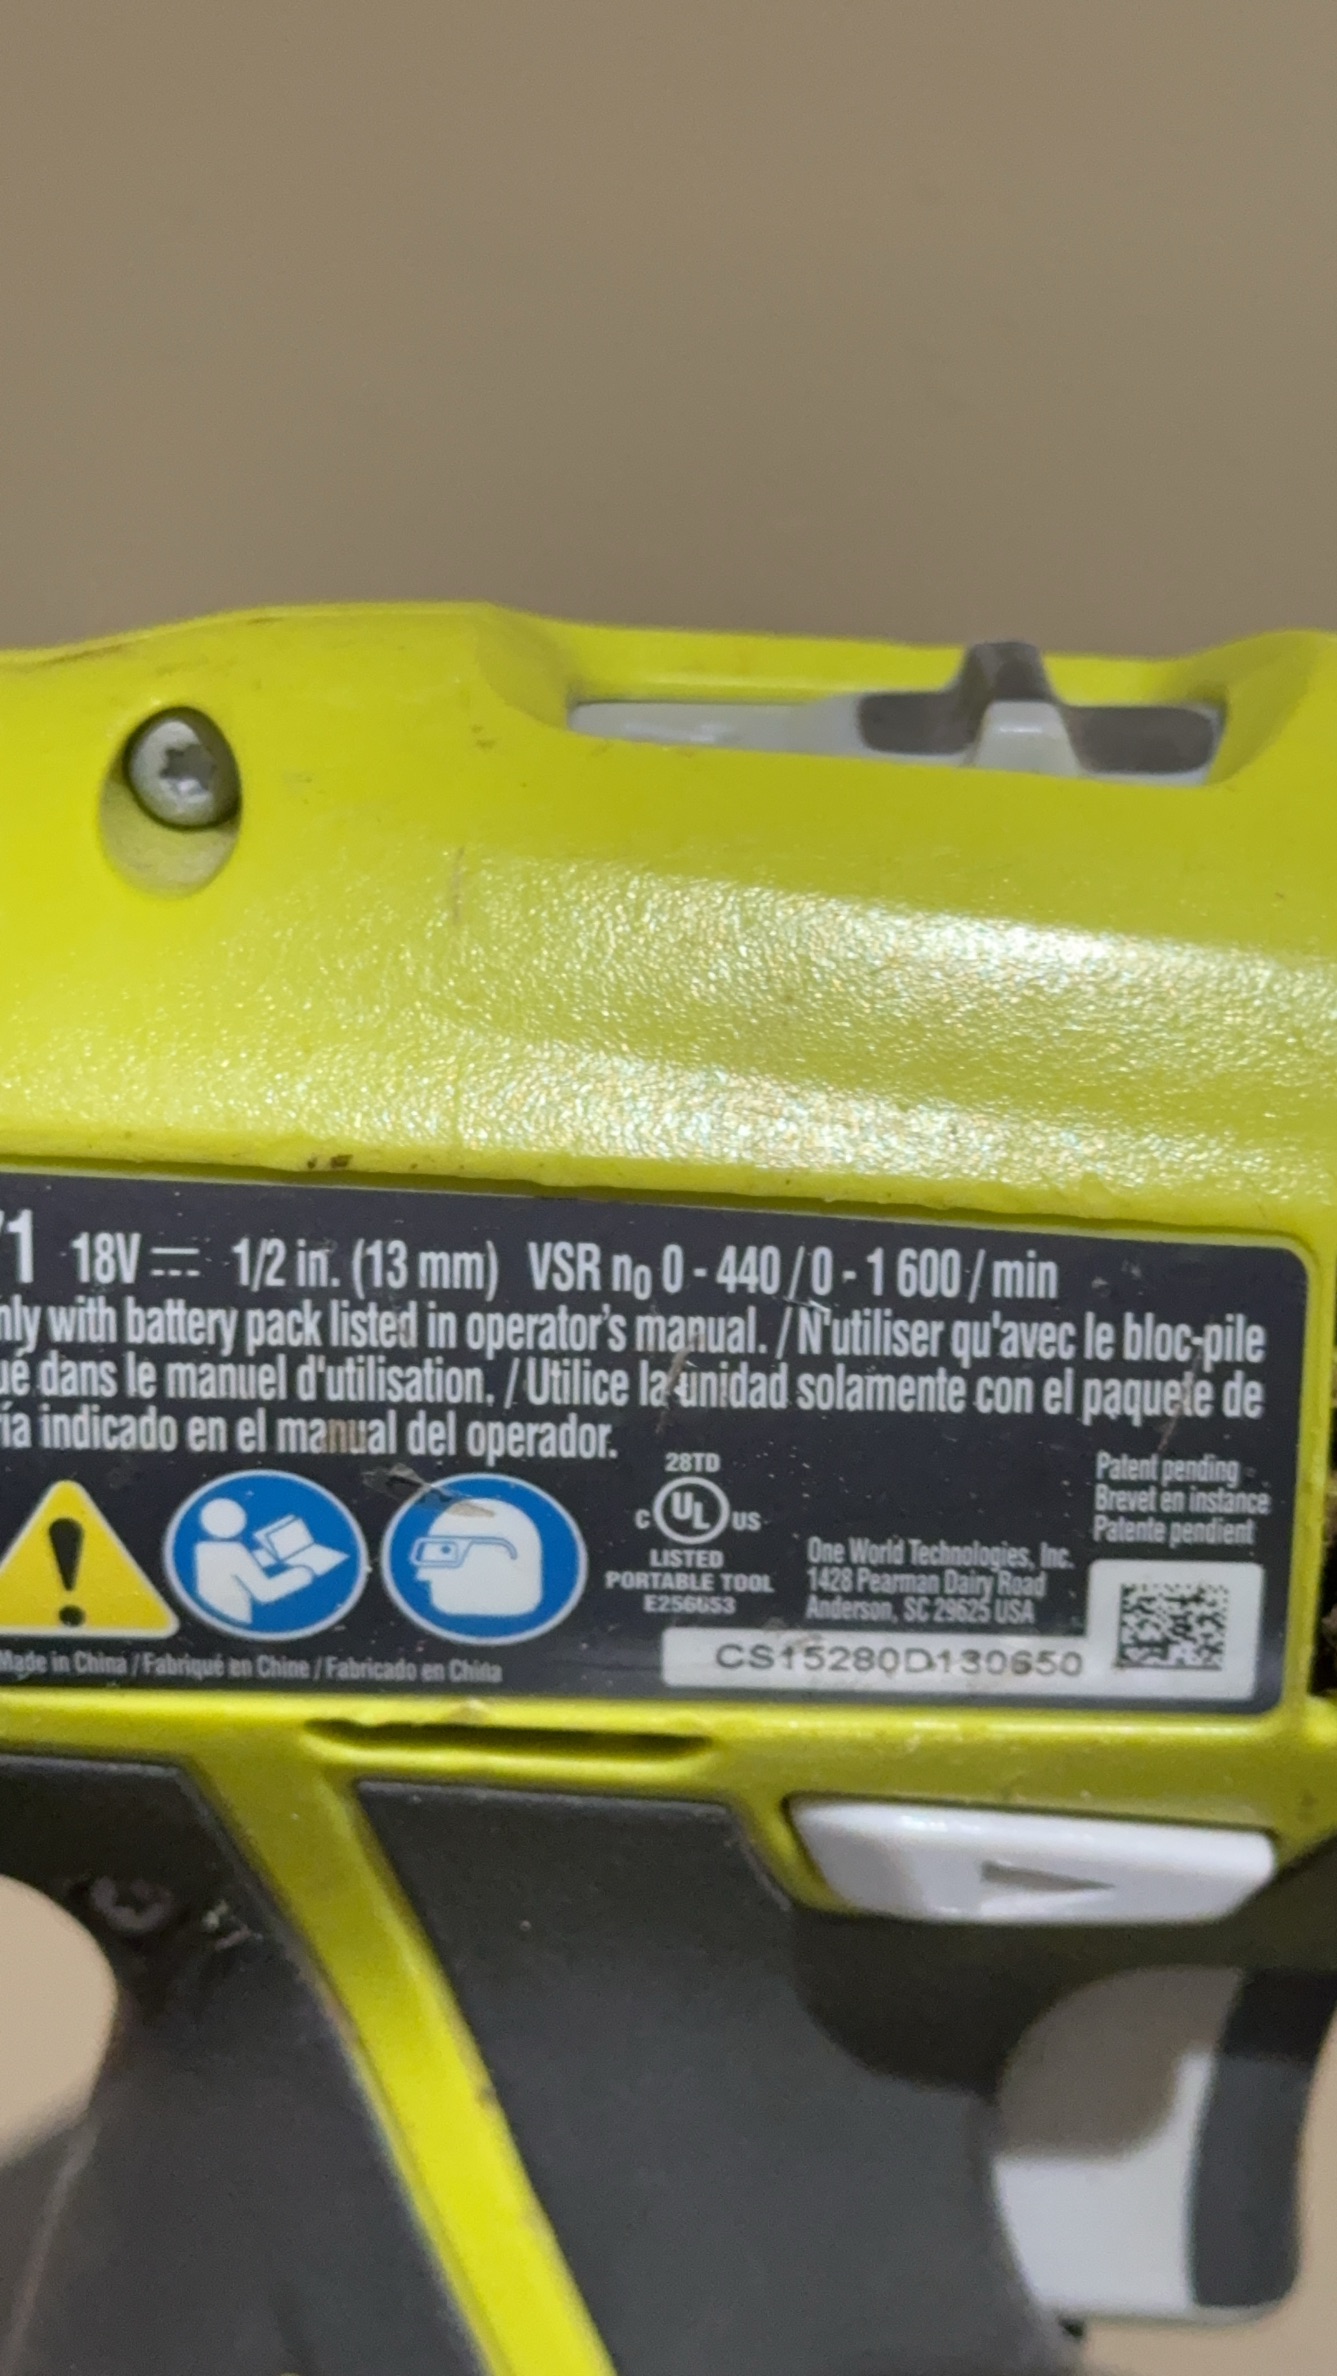 18V 1/2 in. (13 mm) VSR n0 0 - 440 / 0 - 1 600 / min
with battery pack listed in operator's manual. / N'utiliser qu'avec le bloc-pile
dans le manuel d'utilisation. / Utilice la unidad solamente con el paquete de
indicado en el manual del operador.
28TD
C UL US
LISTED
PORTABLE TOOL
E256653
Patent pending
Brevet en instance
Patente pendient
One World Technologies, Inc.
1428 Pearman Dairy Road
Anderson, SC 29625 USA
Made in China / Fabriqué en Chine / Fabricado en China
CS15280D130650